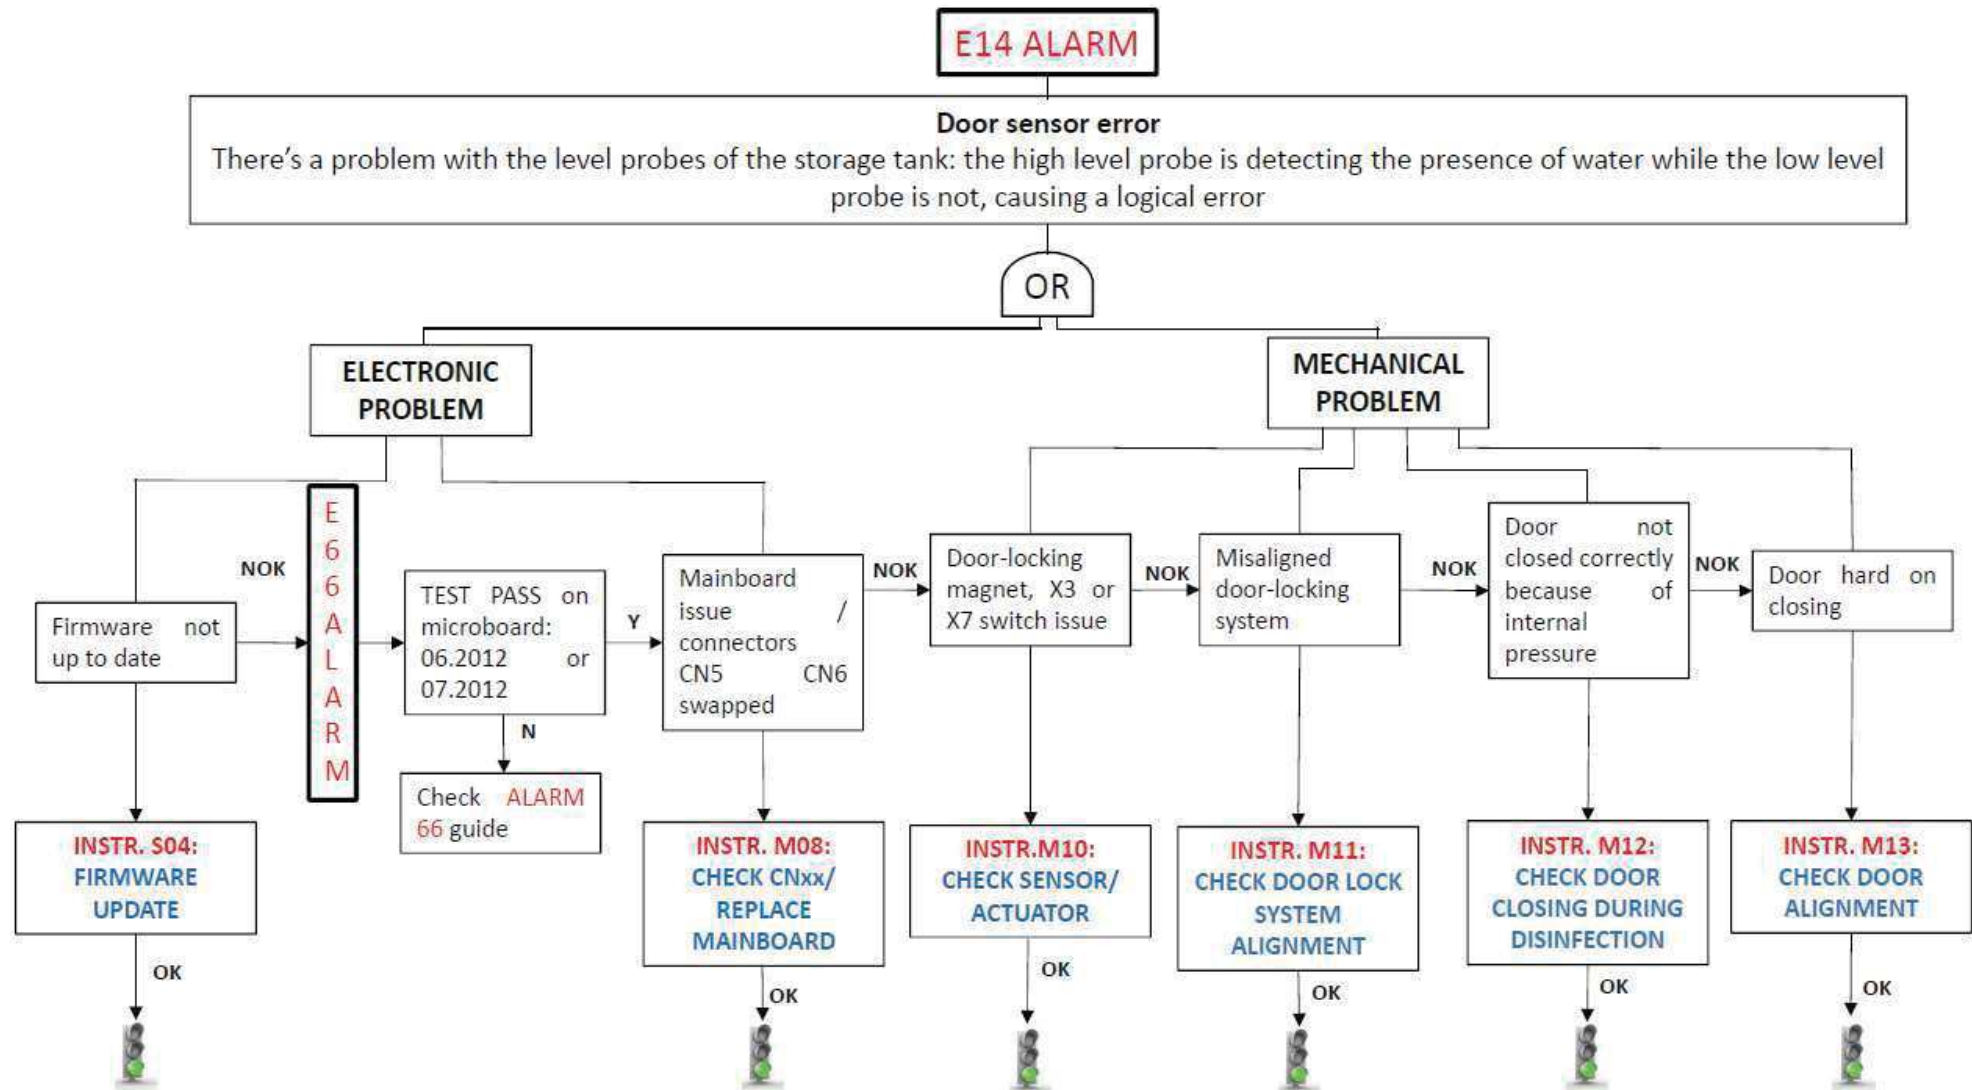 E14 ALARM
Door sensor error
There's a problem with the level probes of the storage tank: the high level probe is detecting the presence of water while the low level
probe is not, causing a logical error
OR
ELECTRONIC
PROBLEM
MECHANICAL
PROBLEM
Firmware not
up to date
NOK
E
6
6
A
L
A
R
M
TEST PASS on
microboard:
06.2012 or
07.2012
Y
N
Check ALARM
66 guide
Mainboard
issue /
connectors
CN5 CN6
swapped
NOK
Door-locking
magnet, X3 or
X7 switch issue
NOK
Misaligned
door-locking
system
NOK
Door not
closed correctly
because of
internal
pressure
NOK
Door hard on
closing
INSTR. S04:
FIRMWARE
UPDATE
OK
INSTR. M08:
CHECK CNxx/
REPLACE
MAINBOARD
OK
INSTR.M10:
CHECK SENSOR/
ACTUATOR
OK
INSTR. M11:
CHECK DOOR LOCK
SYSTEM
ALIGNMENT
OK
INSTR. M12:
CHECK DOOR
CLOSING DURING
DISINFECTION
OK
INSTR. M13:
CHECK DOOR
ALIGNMENT
OK